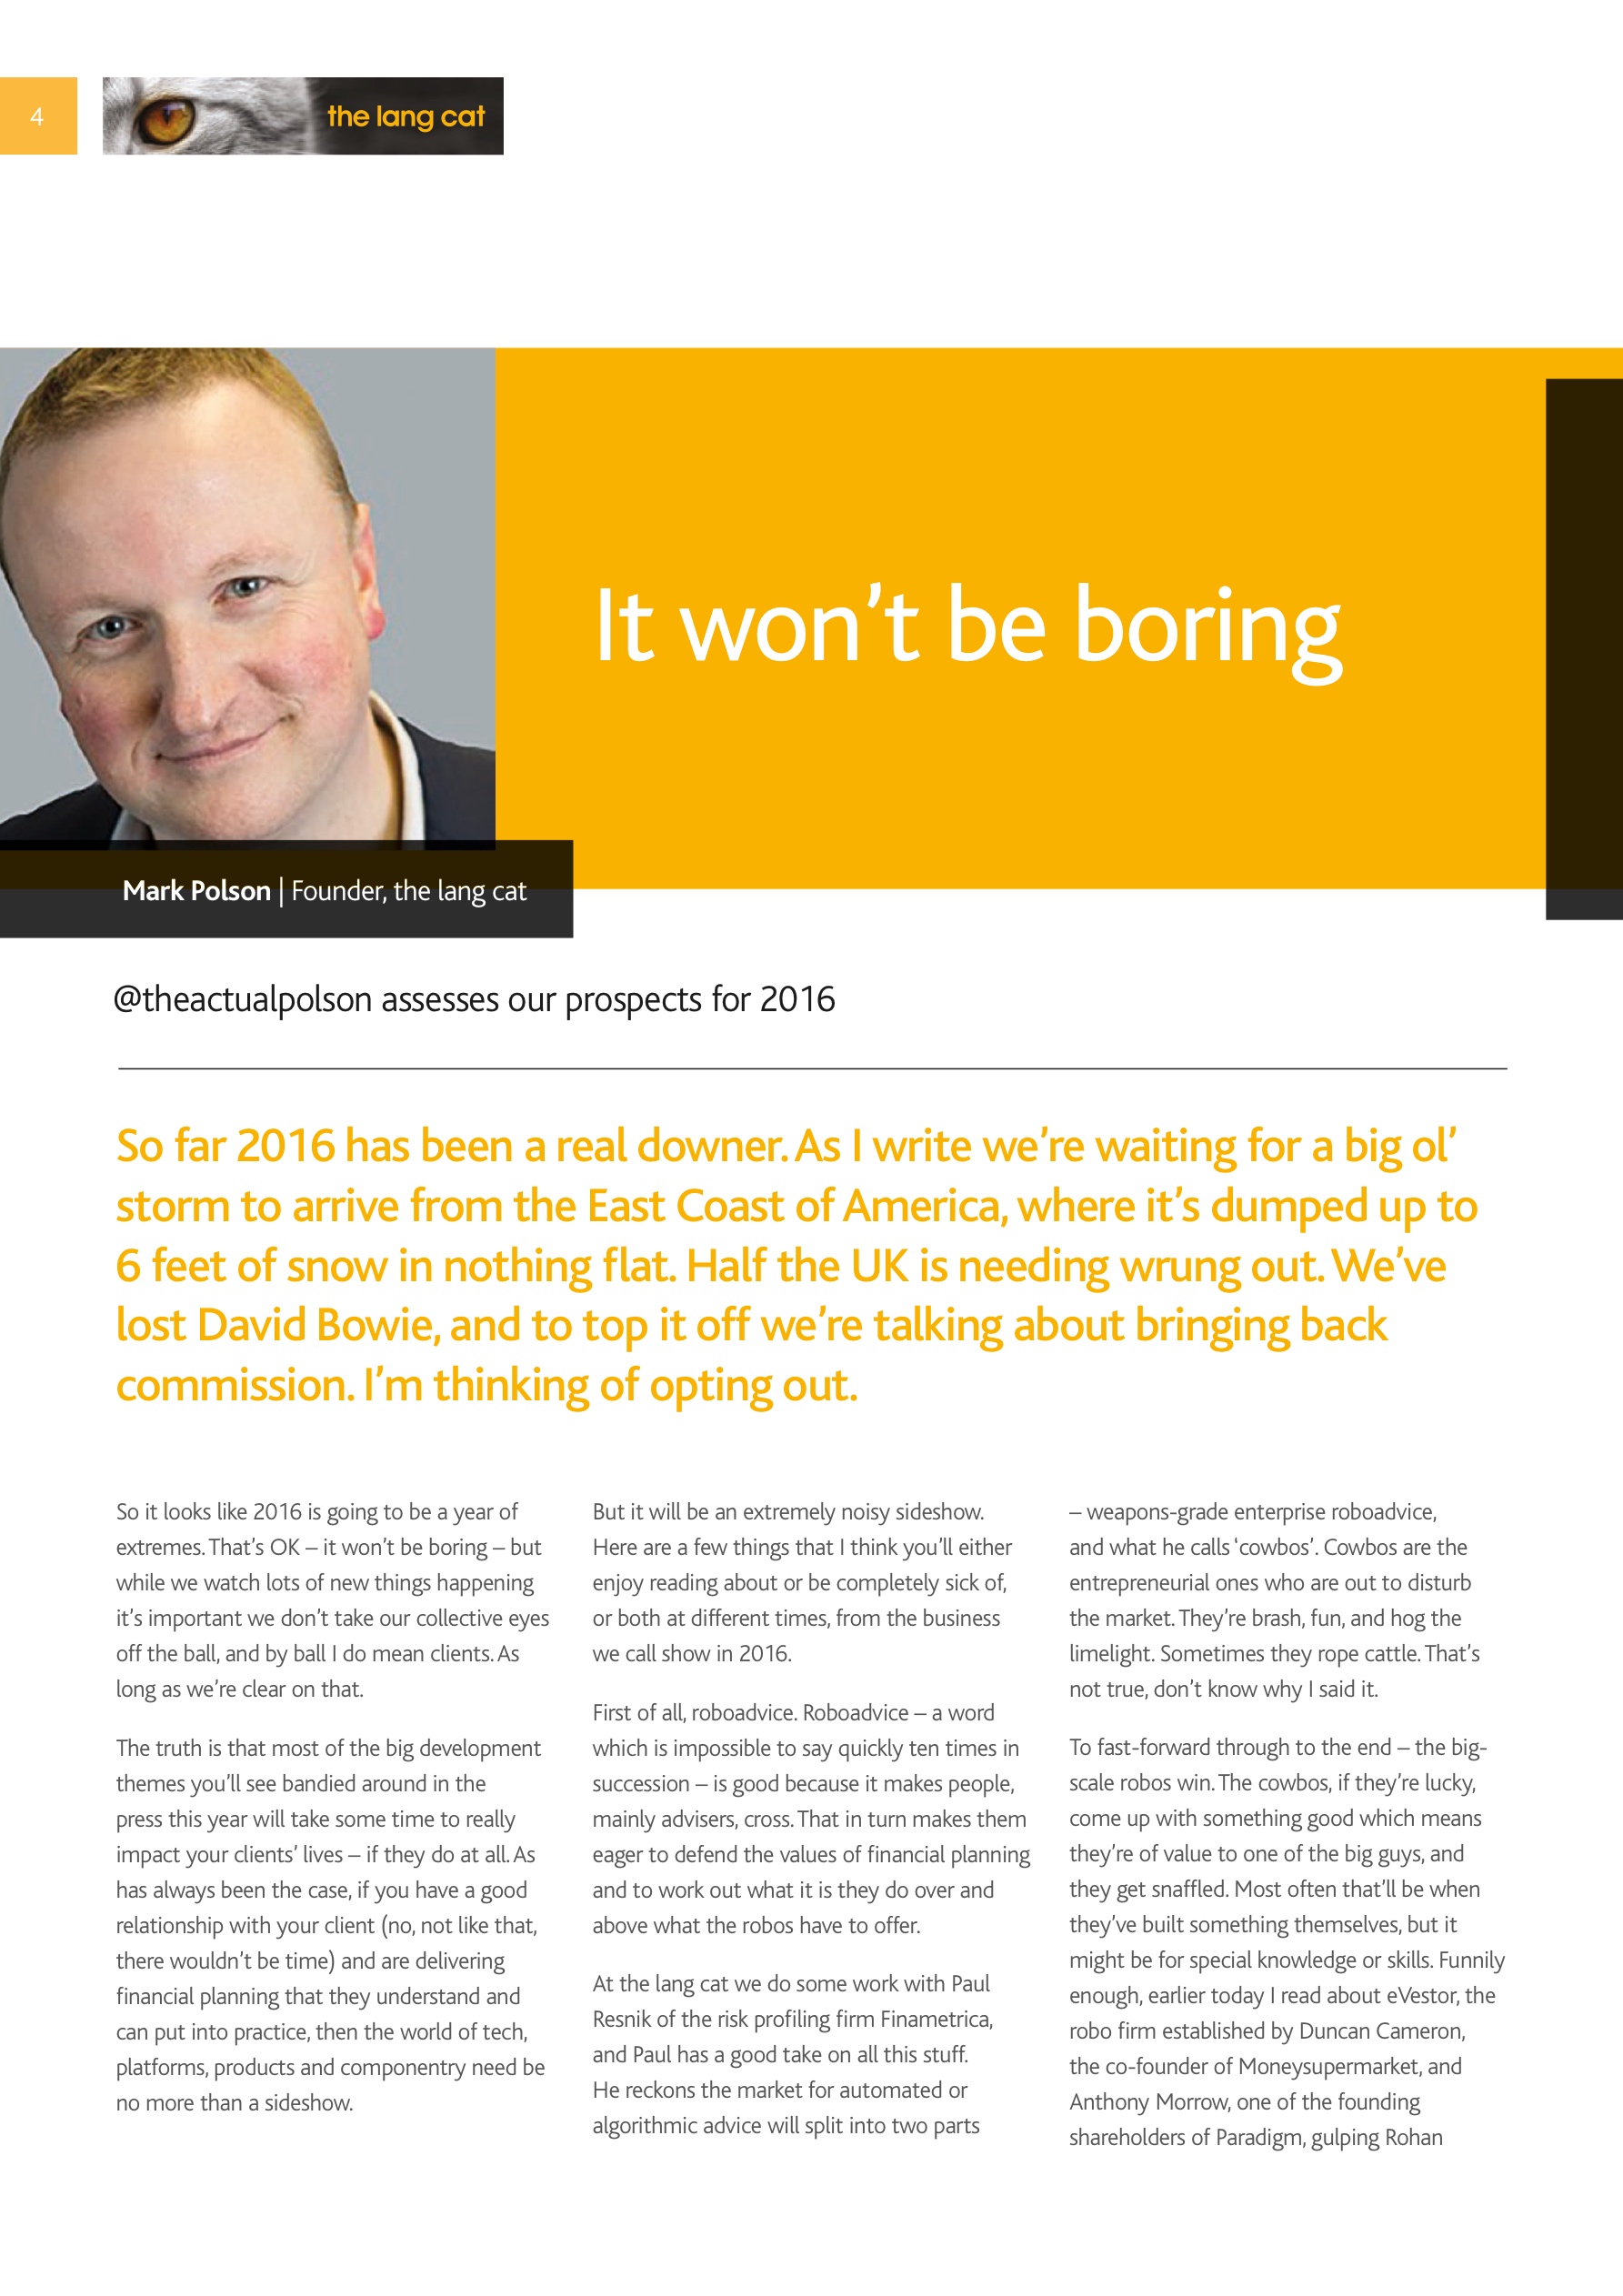 4
the lang cat
It won’t be boring
Mark Polson | Founder, the lang cat
@theactualpolson assesses our prospects for 2016
So far 2016 has been a real downer. As I write we’re waiting for a big ol’
storm to arrive from the East Coast of America, where it’s dumped up to
6 feet of snow in nothing flat. Half the UK is needing wrung out. We’ve
lost David Bowie, and to top it off we’re talking about bringing back
commission. I’m thinking of opting out.
So it looks like 2016 is going to be a year of
extremes. That’s OK – it won’t be boring – but
while we watch lots of new things happening
it’s important we don’t take our collective eyes
off the ball, and by ball I do mean clients. As
long as we’re clear on that.
The truth is that most of the big development
themes you’ll see bandied around in the
press this year will take some time to really
impact your clients’ lives – if they do at all. As
has always been the case, if you have a good
relationship with your client (no, not like that,
there wouldn’t be time) and are delivering
financial planning that they understand and
can put into practice, then the world of tech,
platforms, products and componentry need be
no more than a sideshow.
But it will be an extremely noisy sideshow.
Here are a few things that I think you’ll either
enjoy reading about or be completely sick of,
or both at different times, from the business
we call show in 2016.
First of all, roboadvice. Roboadvice – a word
which is impossible to say quickly ten times in
succession – is good because it makes people,
mainly advisers, cross. That in turn makes them
eager to defend the values of financial planning
and to work out what it is they do over and
above what the robos have to offer.
At the lang cat we do some work with Paul
Resnik of the risk profiling firm Finametrica,
and Paul has a good take on all this stuff.
He reckons the market for automated or
algorithmic advice will split into two parts
– weapons-grade enterprise roboadvice,
and what he calls ‘cowbos’. Cowbos are the
entrepreneurial ones who are out to disturb
the market. They’re brash, fun, and hog the
limelight. Sometimes they rope cattle. That’s
not true, don’t know why I said it.
To fast-forward through to the end – the big-
scale robos win. The cowbos, if they’re lucky,
come up with something good which means
they’re of value to one of the big guys, and
they get snaffled. Most often that’ll be when
they’ve built something themselves, but it
might be for special knowledge or skills. Funnily
enough, earlier today I read about eVestor, the
robo firm established by Duncan Cameron,
the co-founder of Moneysupermarket, and
Anthony Morrow, one of the founding
shareholders of Paradigm, gulping Rohan